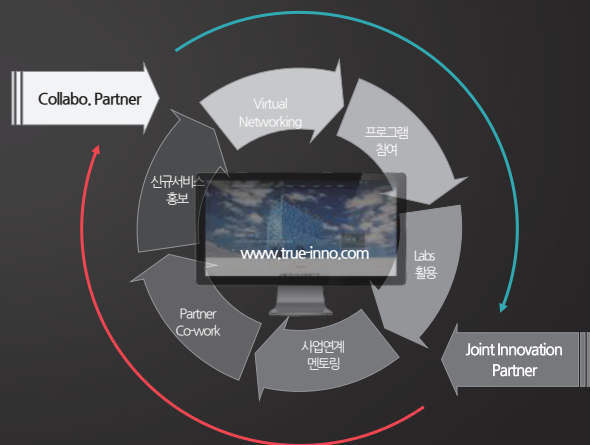 Collabo. Partner
Virtual
Networking
프로그램
참여
신규서비스
홍보
www.true-inno.com
Labs
활용
Partner
Co-work
사업연계
멘토링
Joint Innovation
Partner